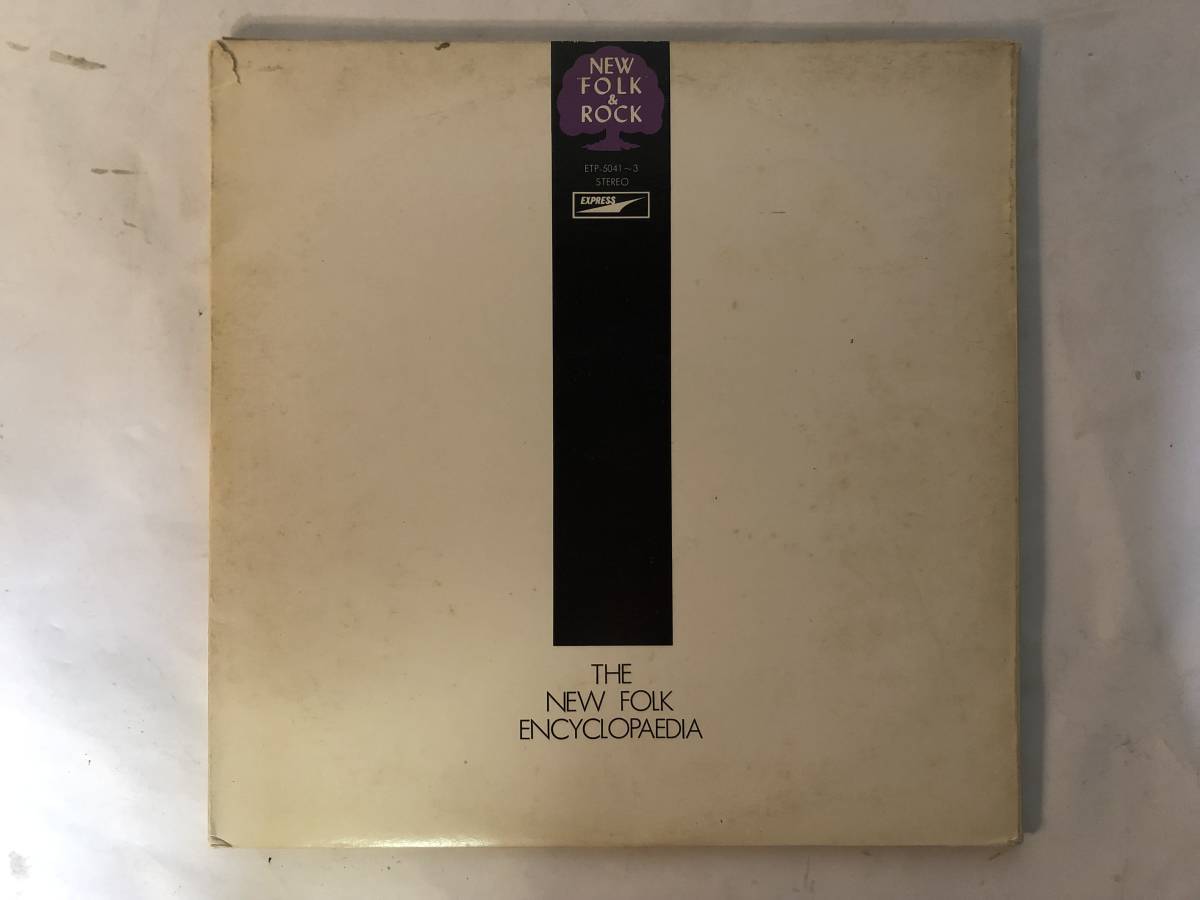 NEW
FOLK
&
ROCK
ETP-5041~3
STEREO
EXPRESS
THE
NEW FOLK
ENCYCLOPAEDIA